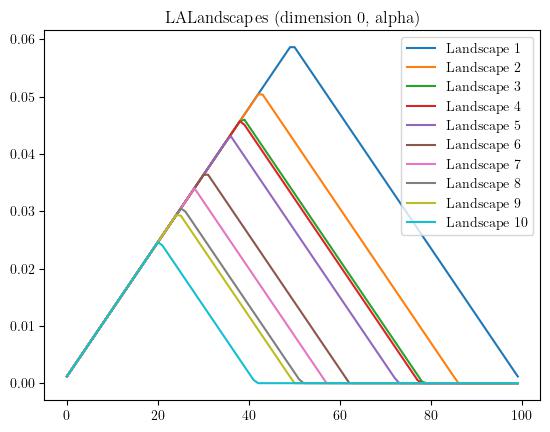 LALandscapes (dimension 0, alpha)
0.06
0.05
0.04
0.03
0.02
0.01
0.00
0 20 40 60 80 100
Landscape 1
Landscape 2
Landscape 3
Landscape 4
Landscape 5
Landscape 6
Landscape 7
Landscape 8
Landscape 9
Landscape 10